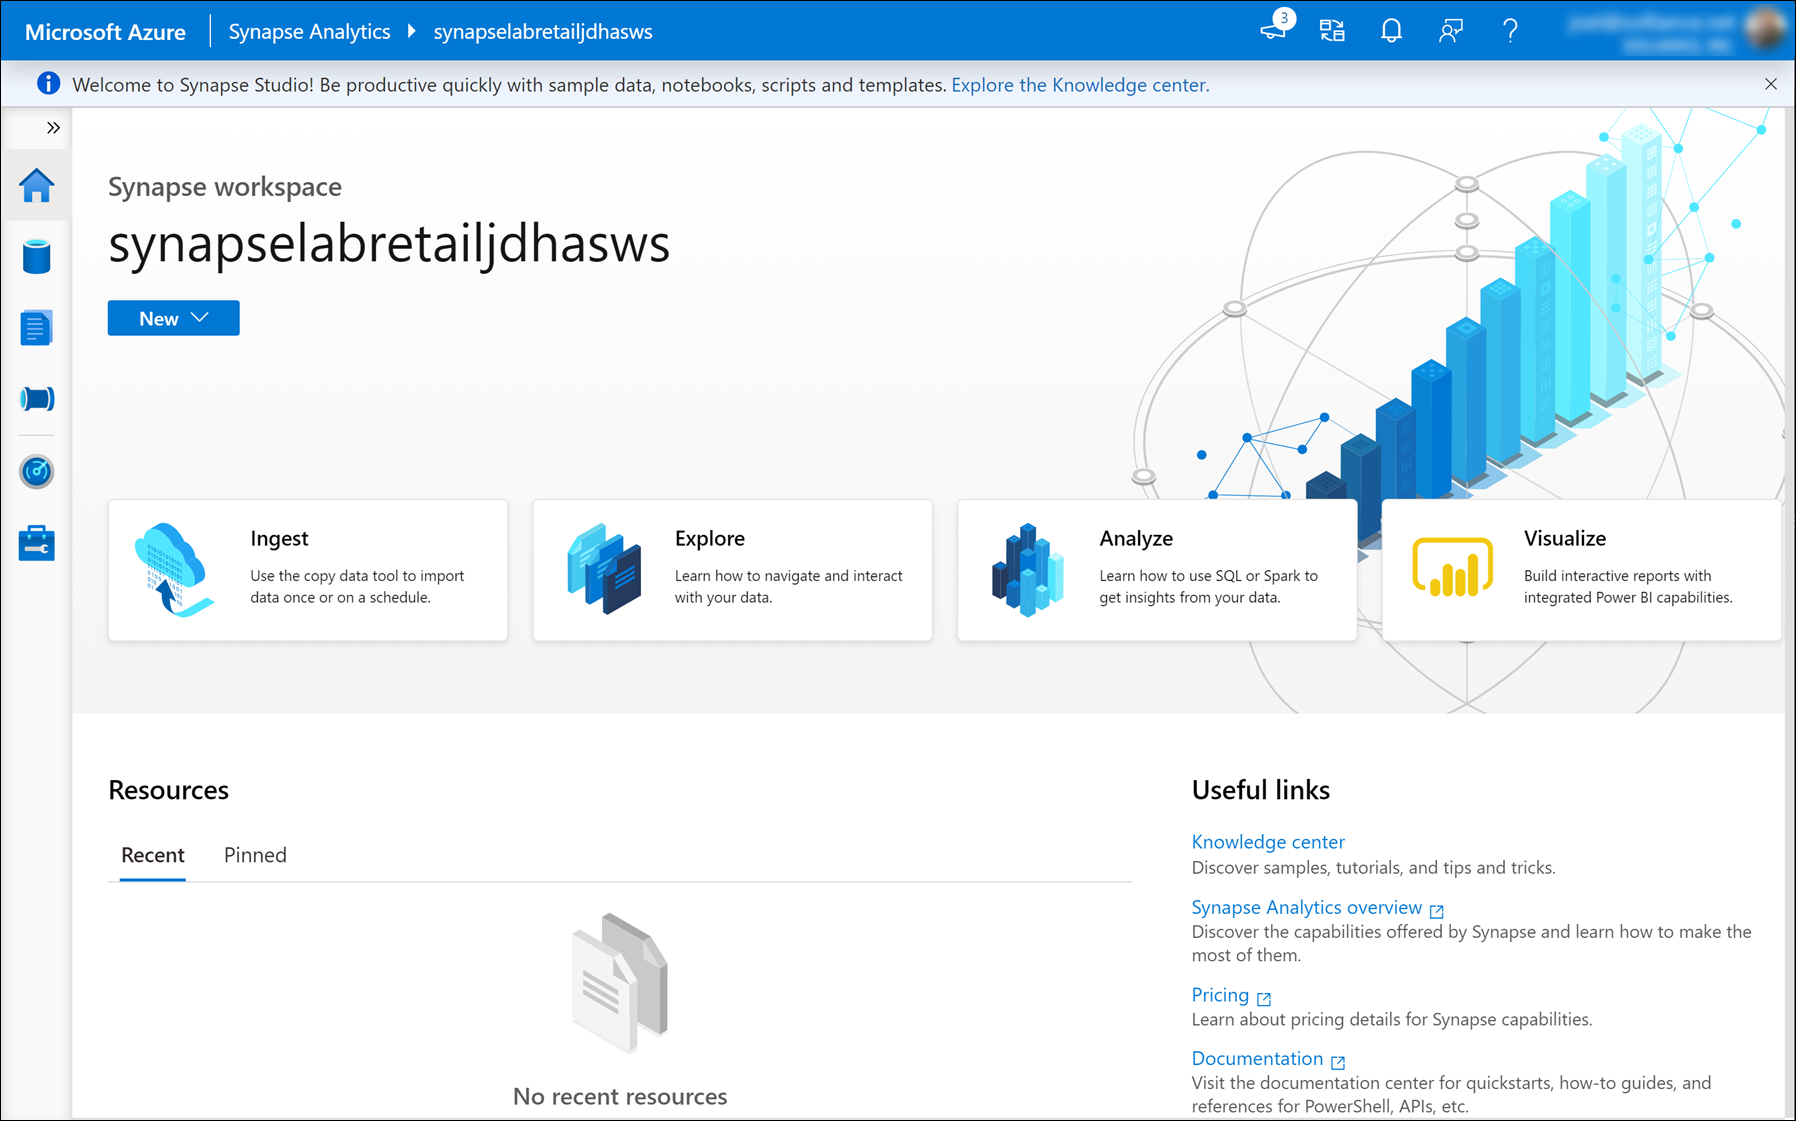 Microsoft Azure
Synapse Analytics
synapselabretailjdhasws
3
Welcome to Synapse Studio! Be productive quickly with sample data, notebooks, scripts and templates. Explore the Knowledge center.
Synapse workspace
synapselabretailjdhasws
New
Ingest
Use the copy data tool to import
data once or on a schedule.
Explore
Learn how to navigate and interact
with your data.
Analyze
Learn how to use SQL or Spark to
get insights from your data.
Visualize
Build interactive reports with
integrated Power BI capabilities.
Resources
Recent
Pinned
No recent resources
Useful links
Knowledge center
Discover samples, tutorials, and tips and tricks.
Synapse Analytics overview
Discover the capabilities offered by Synapse and learn how to make the
most of them.
Pricing
Learn about pricing details for Synapse capabilities.
Documentation
Visit the documentation center for quickstarts, how-to guides, and
references for PowerShell, APIs, etc.